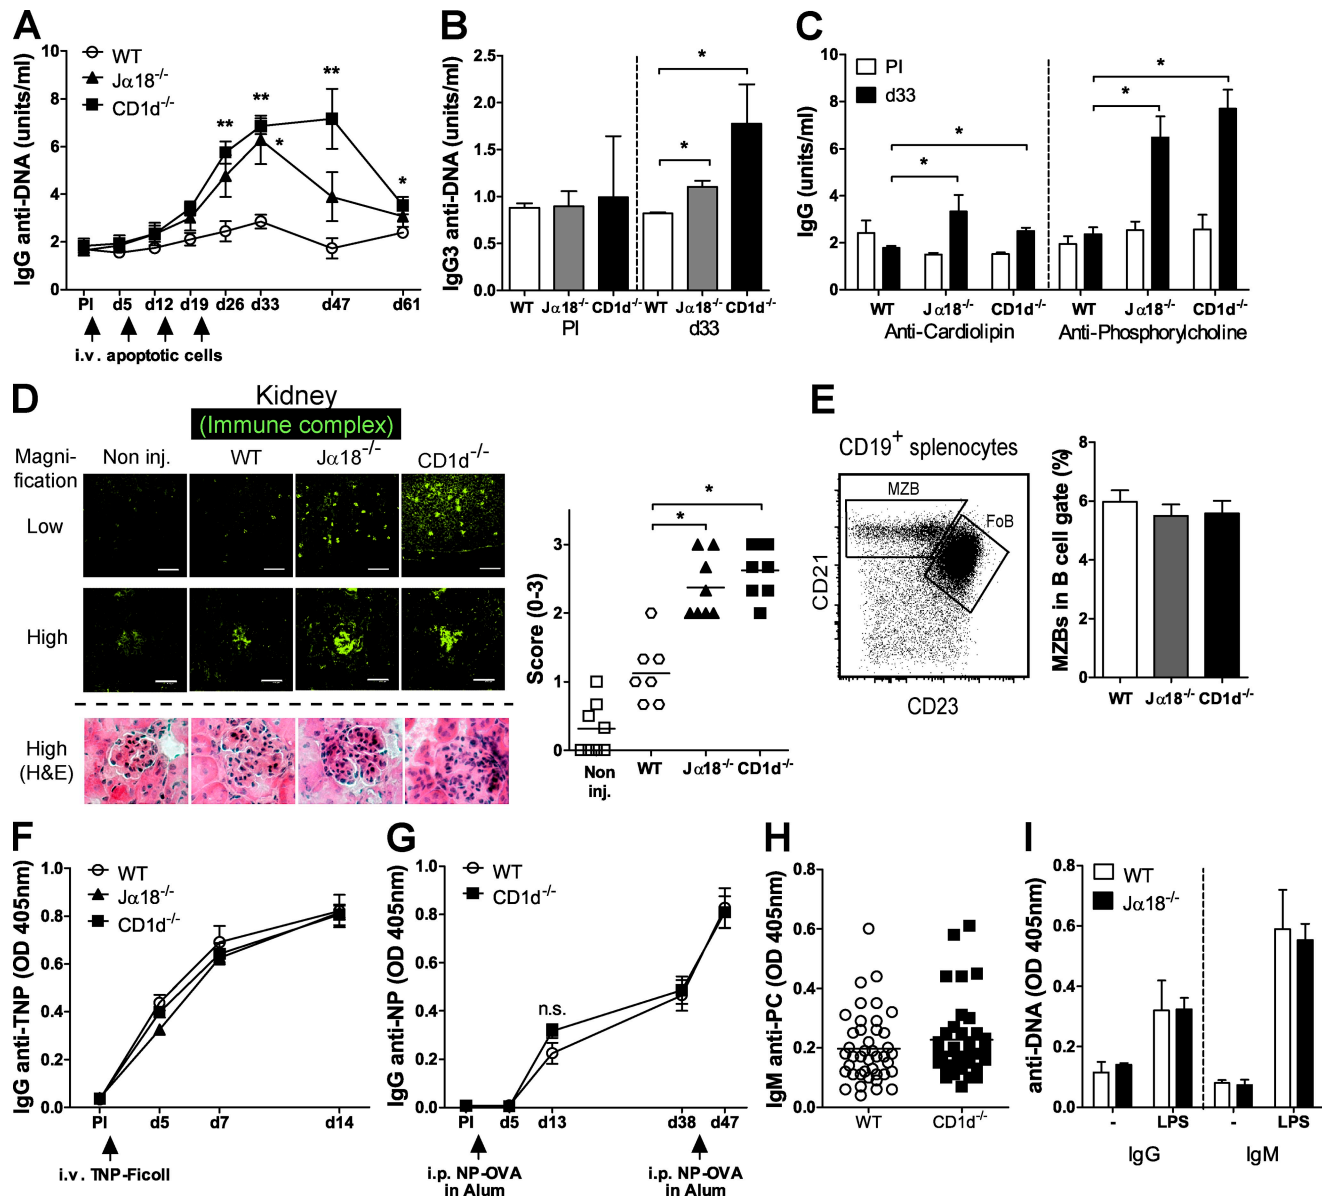 A
IgG anti-DNA (units/ml)
10
8
6
4
2
0
WT
Jα18-/-
CD1d-/-
**
**
**
*
*
PI d5 d12 d19 d26 d33 d47 d61
i.v. apoptotic cells
B
IgG3 anti-DNA (units/ml)
2.5
2.0
1.5
1.0
0.5
0.0
*
*
WT Jα18-/- CD1d-/- WT Jα18-/- CD1d-/-
PI d33
C
IgG (units/ml)
10
8
6
4
2
0
PI
d33
*
*
*
*
WT Jα18-/- CD1d-/- WT Jα18-/- CD1d-/-
Anti-Cardiolipin Anti-Phosphorylcholine
D
Kidney
(Immune complex)
Magni-
fication
Non inj. WT Jα18-/- CD1d-/-
Low
High
High
(H&E)
Score (0-3)
3
2
1
0
*
*
Non
inj.
WT Jα18-/- CD1d-/-
E
CD19+ splenocytes
MZB
FoB
CD21
CD23
MZBs in B cell gate (%)
8
6
4
2
0
WT Jα18-/- CD1d-/-
F
IgG anti-TNP (OD 405nm)
1.0
0.8
0.6
0.4
0.2
0.0
WT
Jα18-/-
CD1d-/-
PI d5 d7 d14
i.v. TNP-Ficoll
G
IgG anti-NP (OD 405nm)
1.0
0.8
0.6
0.4
0.2
0.0
WT
CD1d-/-
n.s.
PI d5 d13 d38 d47
i.p. NP-OVA
in Alum
i.p. NP-OVA
in Alum
H
IgM anti-PC (OD 405nm)
0.8
0.6
0.4
0.2
0.0
WT CD1d-/-
I
anti-DNA (OD 405nm)
0.8
0.6
0.4
0.2
0.0
WT
Jα18-/-
- LPS - LPS
IgG IgM